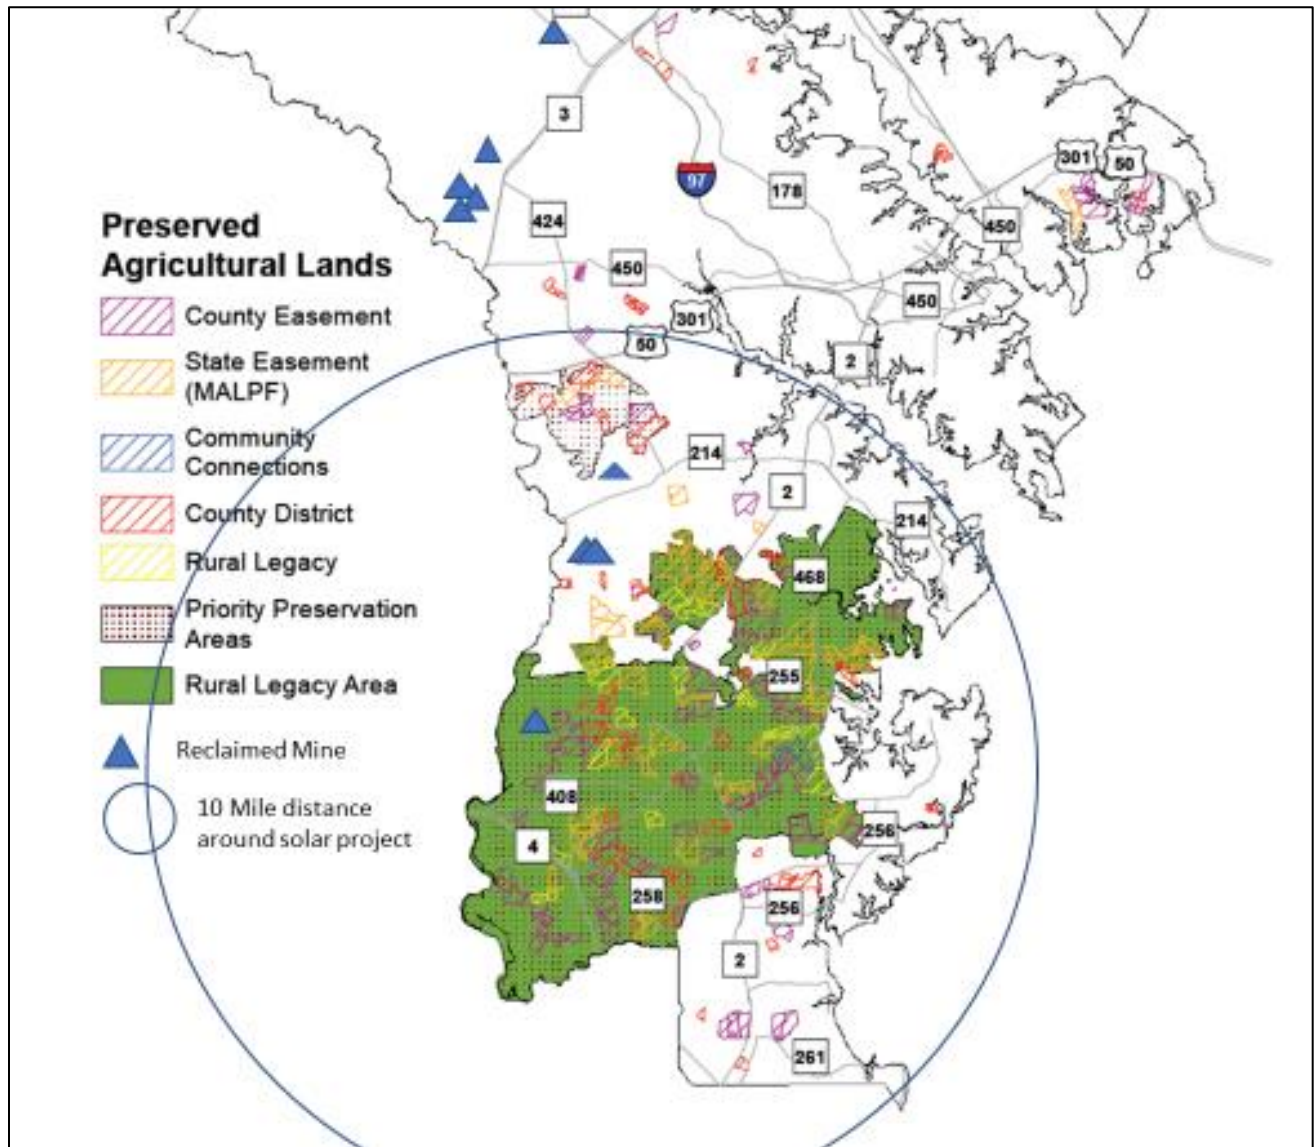 3
97
178
301
50
450
424
450
301
450
50
2
Preserved
Agricultural Lands
County Easement
State Easement
(MALPF)
Community
Connections
County District
Rural Legacy
Priority Preservation
Areas
Rural Legacy Area
Reclaimed Mine
10 Mile distance
around solar project
214
2
214
468
255
408
4
256
258
256
2
261